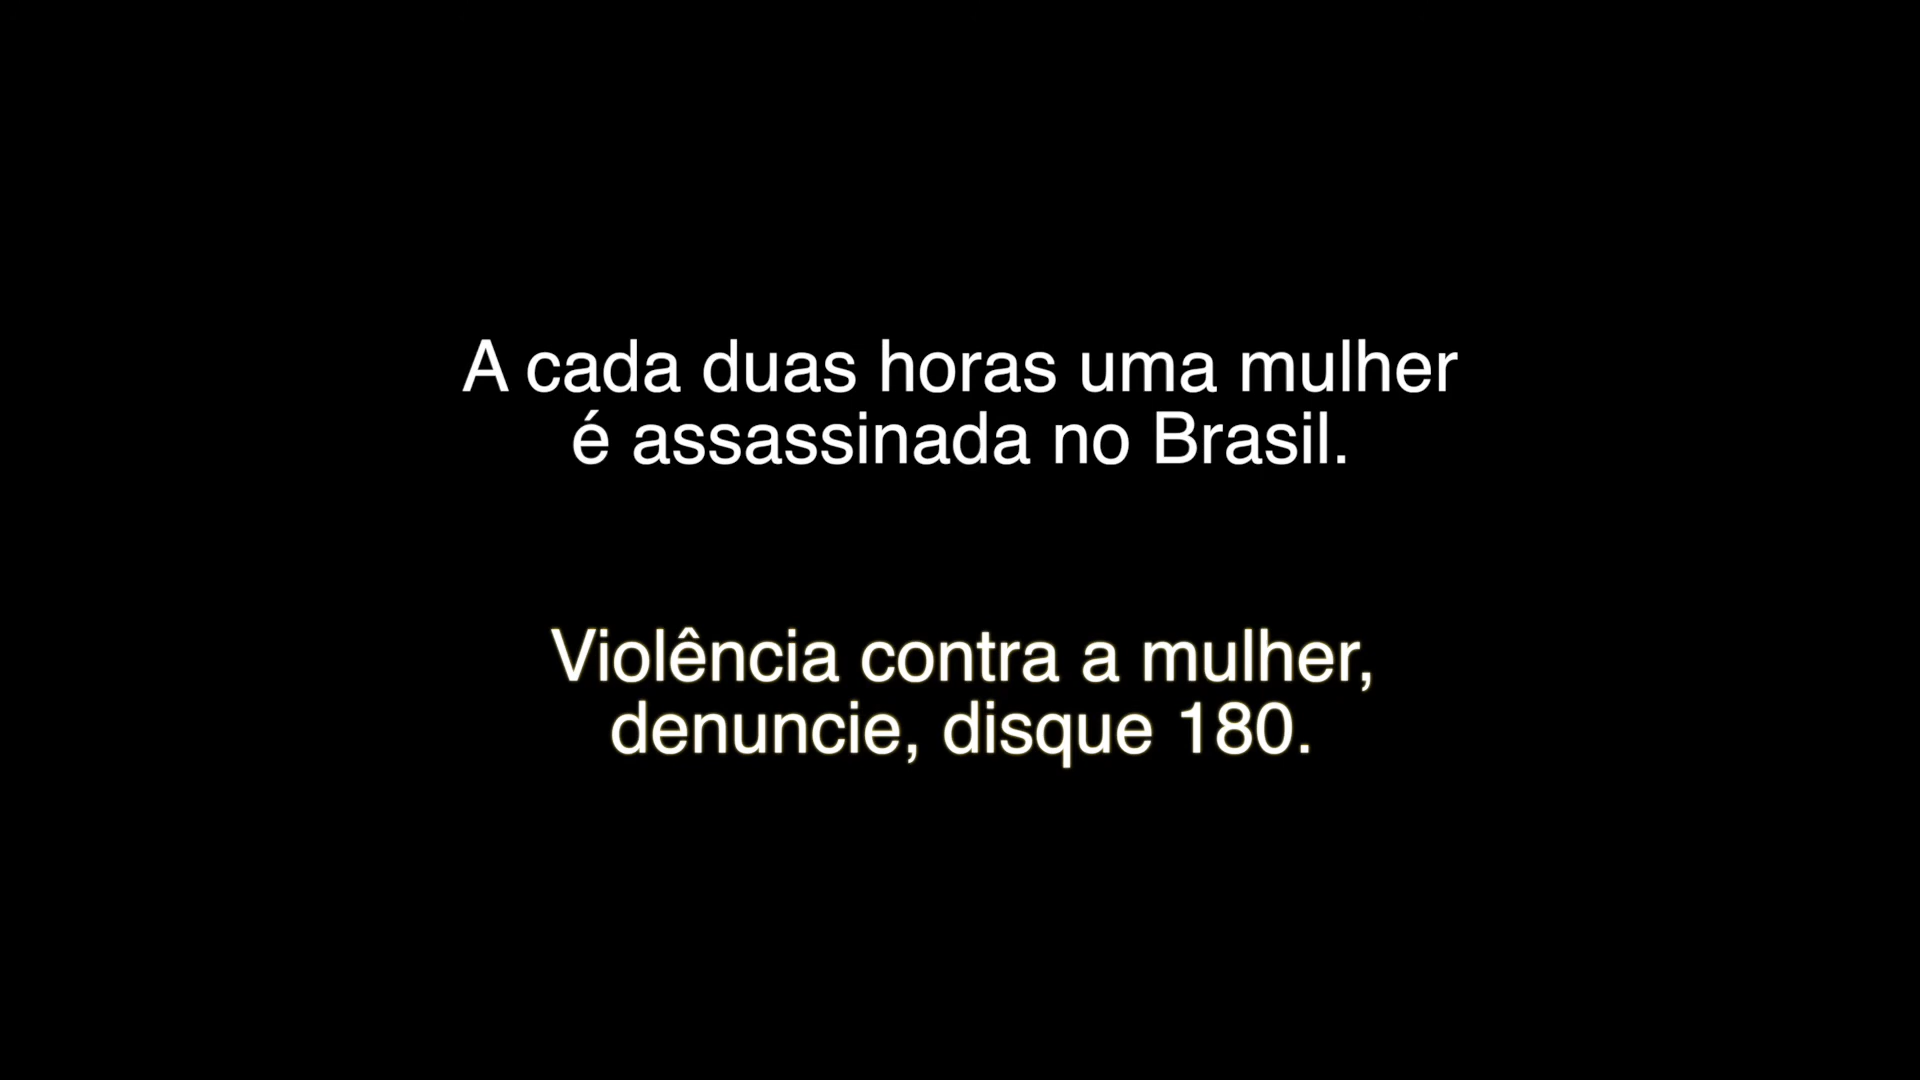 A cada duas horas uma mulher
é assassinada no Brasil.
Violência contra a mulher,
denuncie, disque 180.